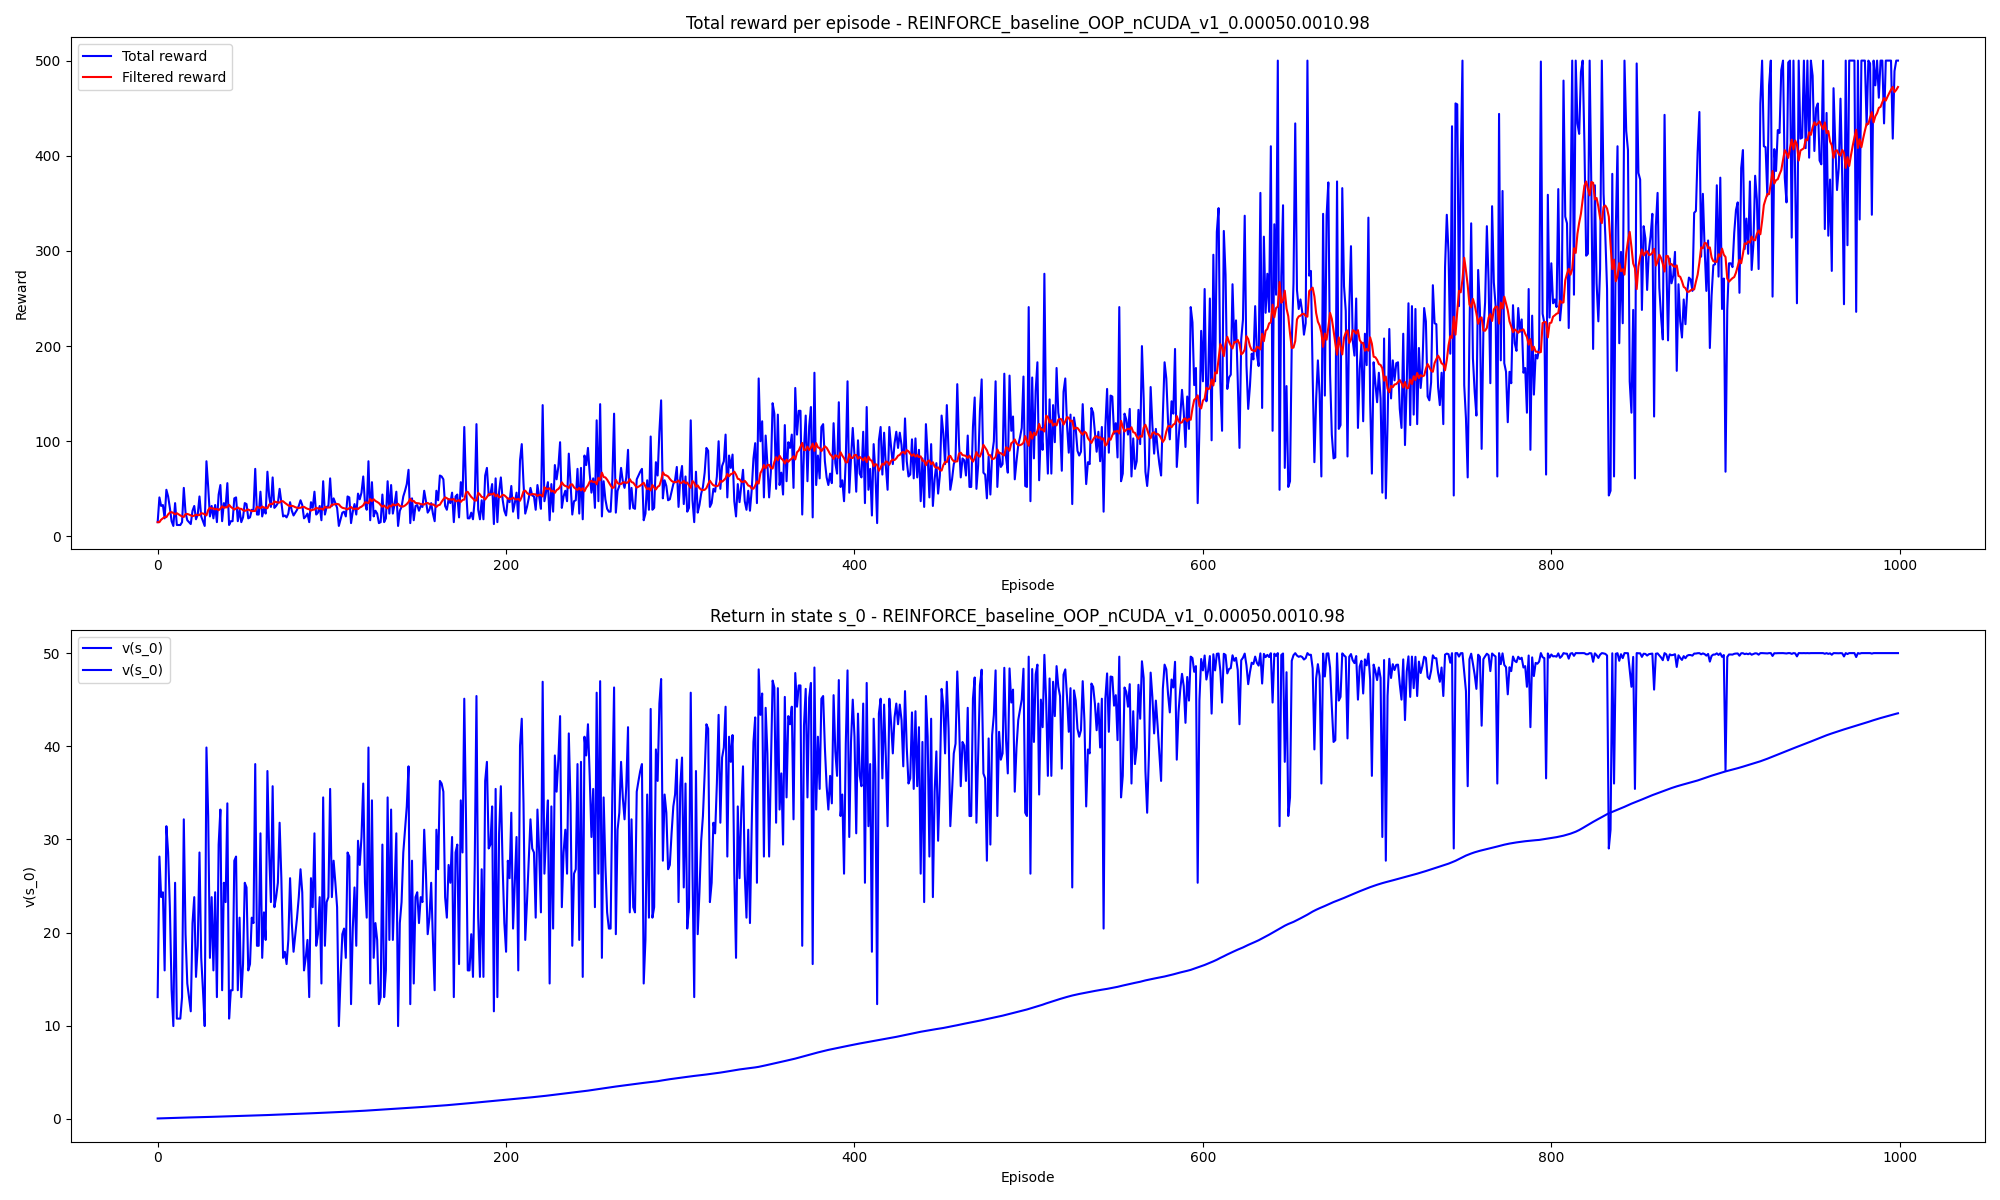 Total reward per episode - REINFORCE_baseline_OOP_nCUDA_v1_0.00050.0010.98
Total reward
Filtered reward
Reward
500
400
300
200
100
0
0 200 400 600 800 1000
Episode
Return in state s_0 - REINFORCE_baseline_OOP_nCUDA_v1_0.00050.0010.98
v(s_0)
v(s_0)
v(s_0)
50
40
30
20
10
0
0 200 400 600 800 1000
Episode